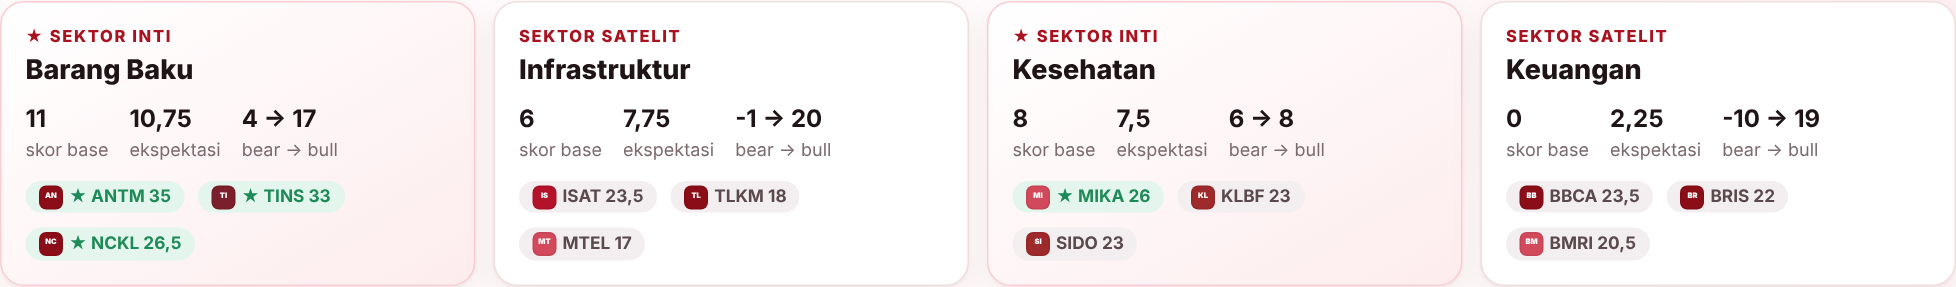 ★ SEKTOR INTI
Barang Baku
11 10,75 4 → 17
skor base ekspektasi bear → bull
AN ★ ANTM 35 TI ★ TINS 33
NC ★ NCKL 26,5
SEKTOR SATELIT
Infrastruktur
6 7,75 -1 → 20
skor base ekspektasi bear → bull
IS ISAT 23,5 TL TLKM 18
MT MTEL 17
★ SEKTOR INTI
Kesehatan
8 7,5 6 → 8
skor base ekspektasi bear → bull
MI ★ MIKA 26 KL KLBF 23
SI SIDO 23
SEKTOR SATELIT
Keuangan
0 2,25 -10 → 19
skor base ekspektasi bear → bull
BB BBCA 23,5 BR BRIS 22
BM BMRI 20,5